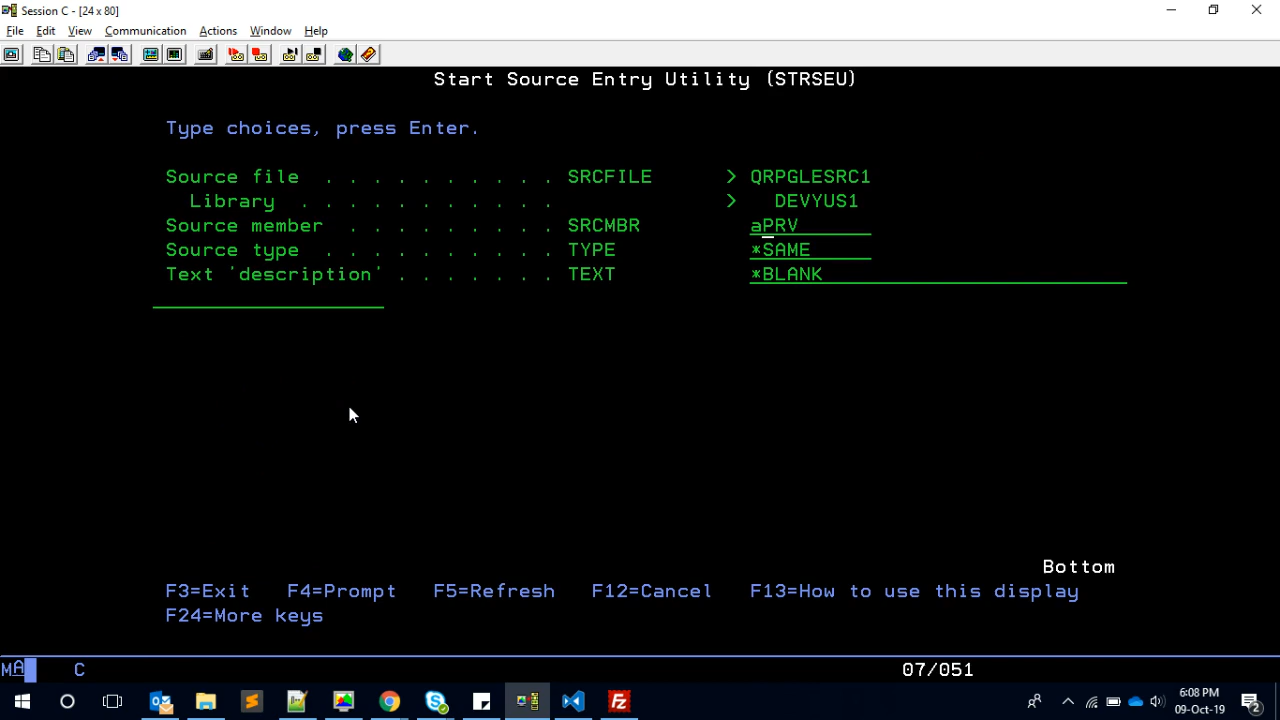 Session C - [24 x 80]
File Edit View Communication Actions Window Help
Start Source Entry Utility (STRSEU)
Type choices, press Enter.
Source file . . . . . . . . . . SRCFILE > QRPGLESRC1
Library . . . . . . . . . . . > DEVYUS1
Source member . . . . . . . . . SRCMBR aPRV
Source type . . . . . . . . . . TYPE *SAME
Text 'description' . . . . . . . TEXT *BLANK
Bottom
F3=Exit F4=Prompt F5=Refresh F12=Cancel F13=How to use this display
F24=More keys
MA C 07/051
6:08 PM
09-Oct-19
2